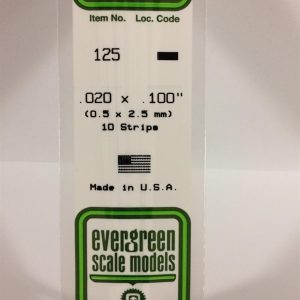 Item No. Loc. Code
125
.020 x .100"
(0.5 x 2.5 mm)
10 Strips
Made in U.S.A.
evergreen
scale models